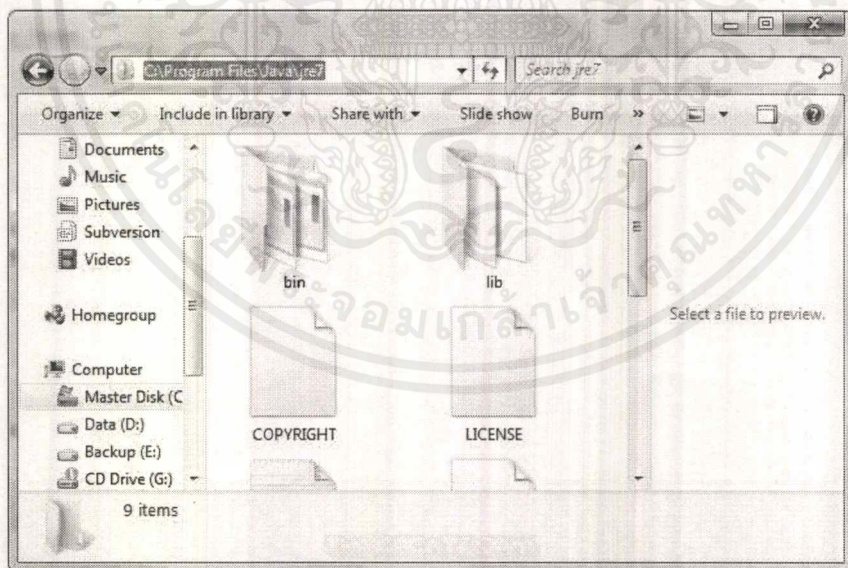 C:\Program Files\Java\jre7
Search jre7
Organize
Include in library
Share with
Slide show
Burn
»
Documents
Music
Pictures
Subversion
Videos
Homegroup
Computer
Master Disk (C
Data (D:)
Backup (E:)
CD Drive (G:)
bin
lib
COPYRIGHT
LICENSE
Select a file to preview.
9 items